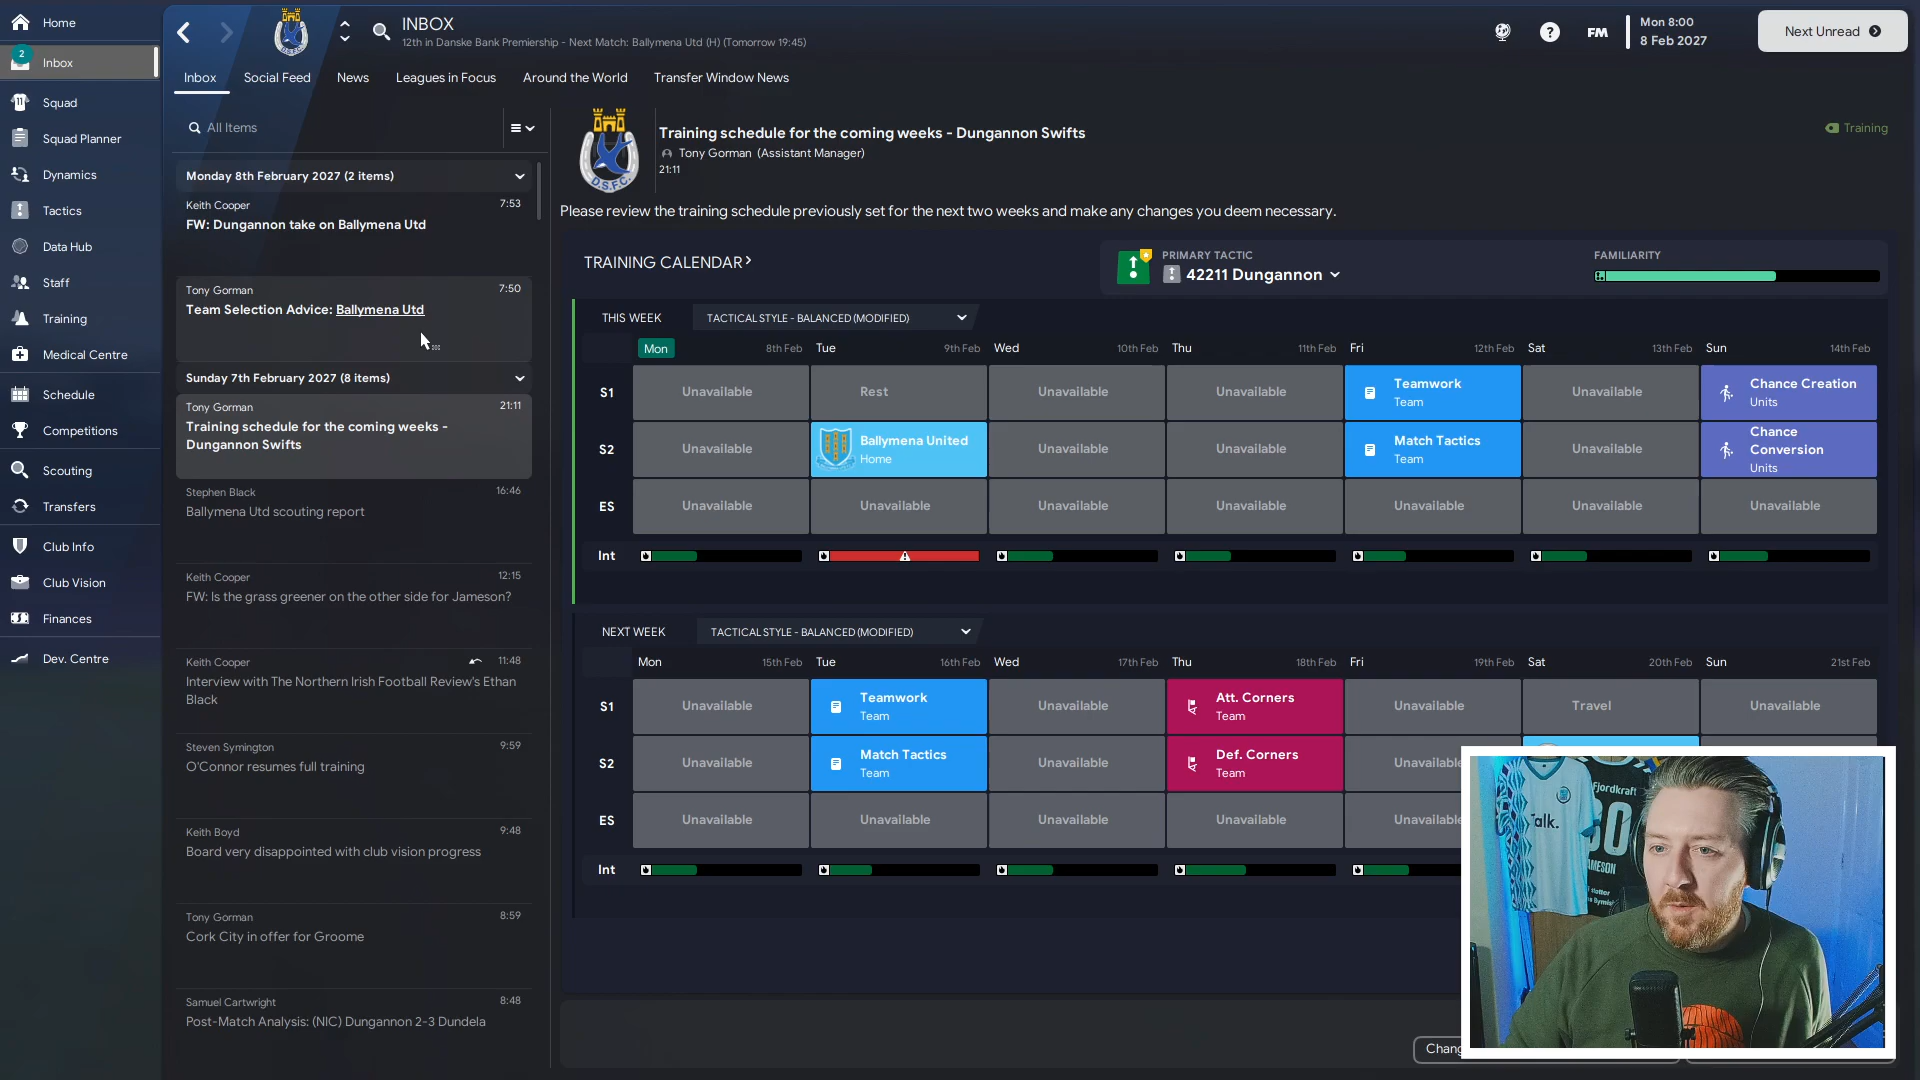 Home
2
Inbox
Squad
Squad Planner
Dynamics
Tactics
Data Hub
Staff
Training
Medical Centre
Schedule
Competitions
Scouting
Transfers
Club Info
Club Vision
Finances
Dev. Centre
D.S.F.C.
INBOX
12th in Danske Bank Premiership - Next Match: Ballymena Utd (H) (Tomorrow 19:45)
FM
Mon 8:00
8 Feb 2027
Next Unread
Inbox
Social Feed
News
Leagues in Focus
Around the World
Transfer Window News
All Items
Monday 8th February 2027 (2 items)
Keith Cooper 7:53
FW: Dungannon take on Ballymena Utd
Tony Gorman 7:50
Team Selection Advice: Ballymena Utd
Sunday 7th February 2027 (8 items)
Tony Gorman 21:11
Training schedule for the coming weeks -
Dungannon Swifts
Stephen Black 16:46
Ballymena Utd scouting report
Keith Cooper 12:15
FW: Is the grass greener on the other side for Jameson?
Keith Cooper 11:48
Interview with The Northern Irish Football Review's Ethan
Black
Steven Symington 9:59
O'Connor resumes full training
Keith Boyd 9:48
Board very disappointed with club vision progress
Tony Gorman 8:59
Cork City in offer for Groome
Samuel Cartwright 8:48
Post-Match Analysis: (NIC) Dungannon 2-3 Dundela
D.S.F.C.
Training schedule for the coming weeks - Dungannon Swifts
Tony Gorman (Assistant Manager)
21:11
Training
Please review the training schedule previously set for the next two weeks and make any changes you deem necessary.
TRAINING CALENDAR
PRIMARY TACTIC
42211 Dungannon
FAMILIARITY
THIS WEEK
TACTICAL STYLE - BALANCED (MODIFIED)
Mon 8th Feb Tue 9th Feb Wed 10th Feb Thu 11th Feb Fri 12th Feb Sat 13th Feb Sun 14th Feb
S1 Unavailable Rest Unavailable Unavailable Teamwork Team Unavailable Chance Creation Units
S2 Unavailable Ballymena United Home Unavailable Unavailable Match Tactics Team Unavailable Chance Conversion Units
ES Unavailable Unavailable Unavailable Unavailable Unavailable Unavailable Unavailable
Int
NEXT WEEK
TACTICAL STYLE - BALANCED (MODIFIED)
Mon 15th Feb Tue 16th Feb Wed 17th Feb Thu 18th Feb Fri 19th Feb Sat 20th Feb Sun 21st Feb
S1 Unavailable Teamwork Team Unavailable Att. Corners Team Unavailable Travel Unavailable
S2 Unavailable Match Tactics Team Unavailable Def. Corners Team Unavailable
ES Unavailable Unavailable Unavailable Unavailable Unavailable
Int
Fjordkraft
Talk.